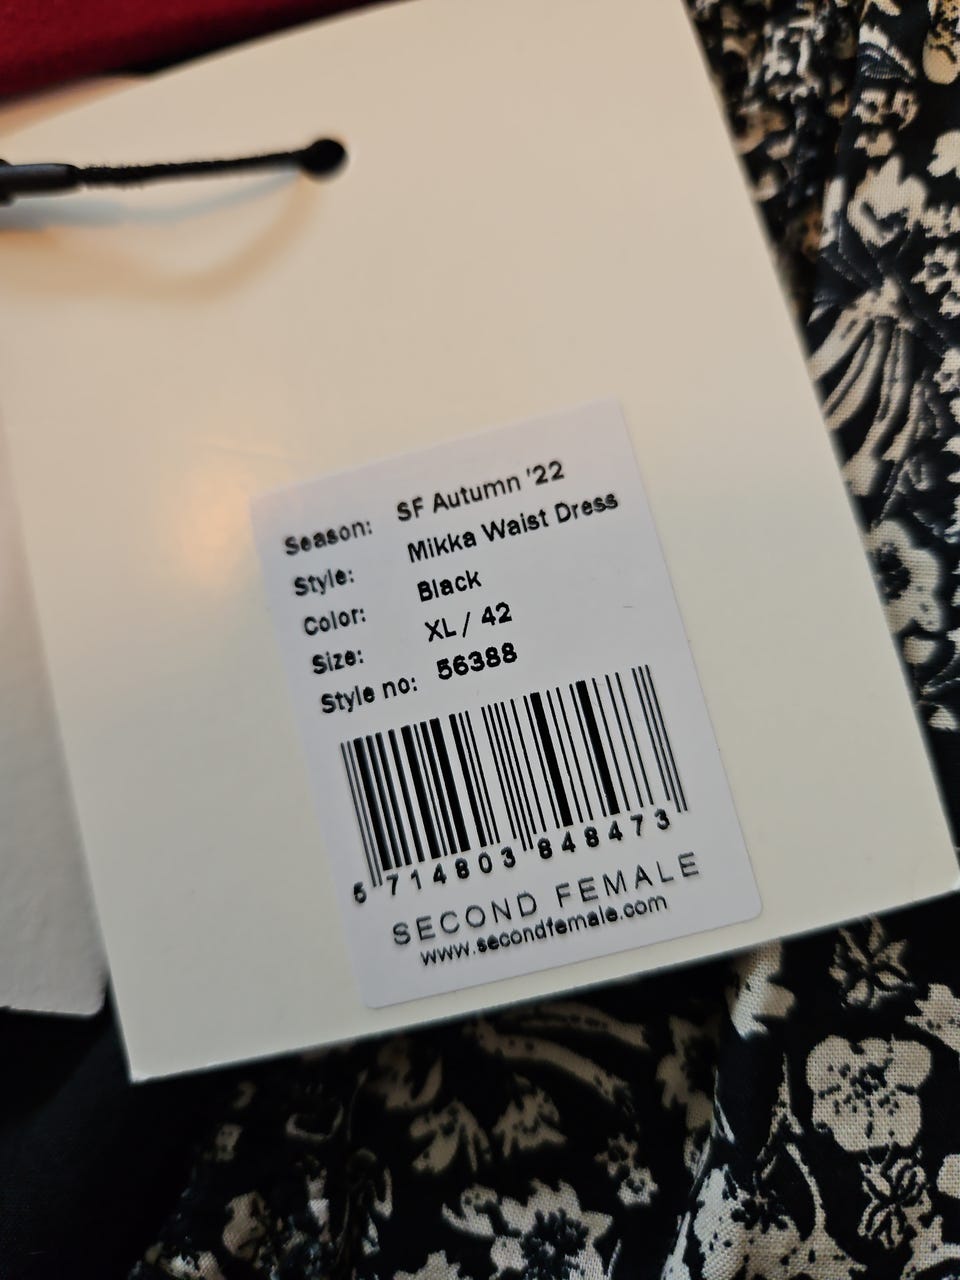 Season: SF Autumn '22
Style: Mikka Waist Dress
Color: Black
Size: XL / 42
Style no: 56388
5 714803 848473
SECOND FEMALE
www.secondfemale.com